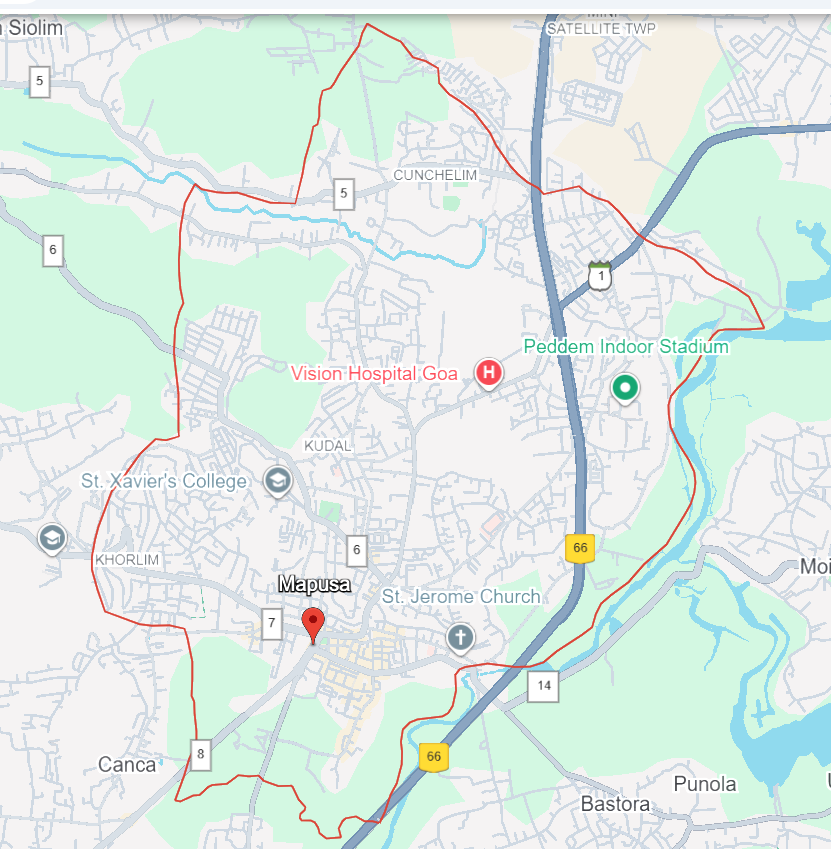 Siolim
MINI
SATELLITE TWP
5
CUNCHELIM
5
6
1
Peddem Indoor Stadium
Vision Hospital Goa
H
KUDAL
St. Xavier's College
66
6
KHORLIM
Moi
Mapusa
St. Jerome Church
7
14
8
66
Canca
Punola
Bastora